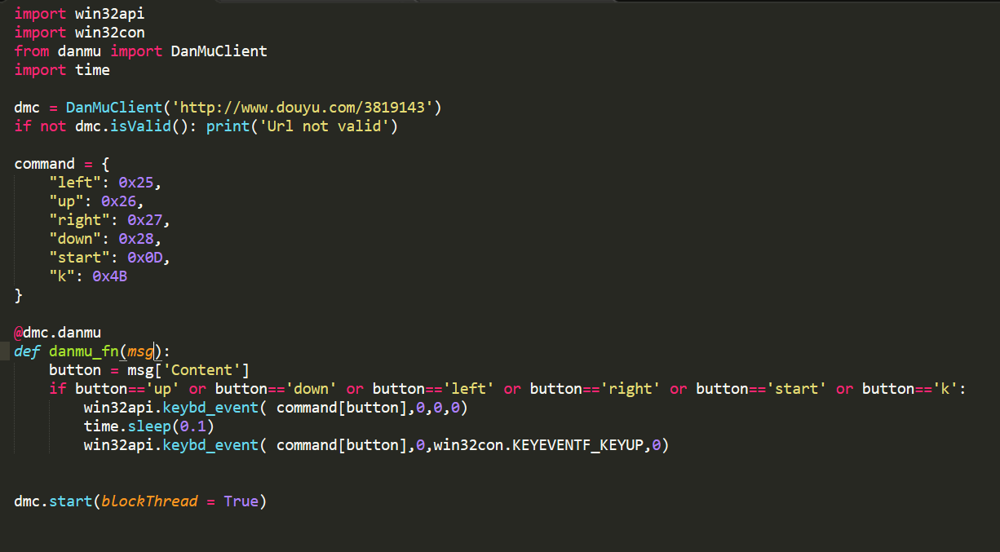 import win32api
import win32con
from danmu import DanMuClient
import time
dmc = DanMuClient('http://www.douyu.com/3819143')
if not dmc.isValid(): print('Url not valid')
command = {
    "left": 0x25,
    "up": 0x26,
    "right": 0x27,
    "down": 0x28,
    "start": 0x0D,
    "k": 0x4B
}
@dmc.danmu
def danmu_fn(msg):
    button = msg['Content']
    if button=='up' or button=='down' or button=='left' or button=='right' or button=='start' or button=='k':
        win32api.keybd_event( command[button],0,0,0)
        time.sleep(0.1)
        win32api.keybd_event( command[button],0,win32con.KEYEVENTF_KEYUP,0)
dmc.start(blockThread = True)